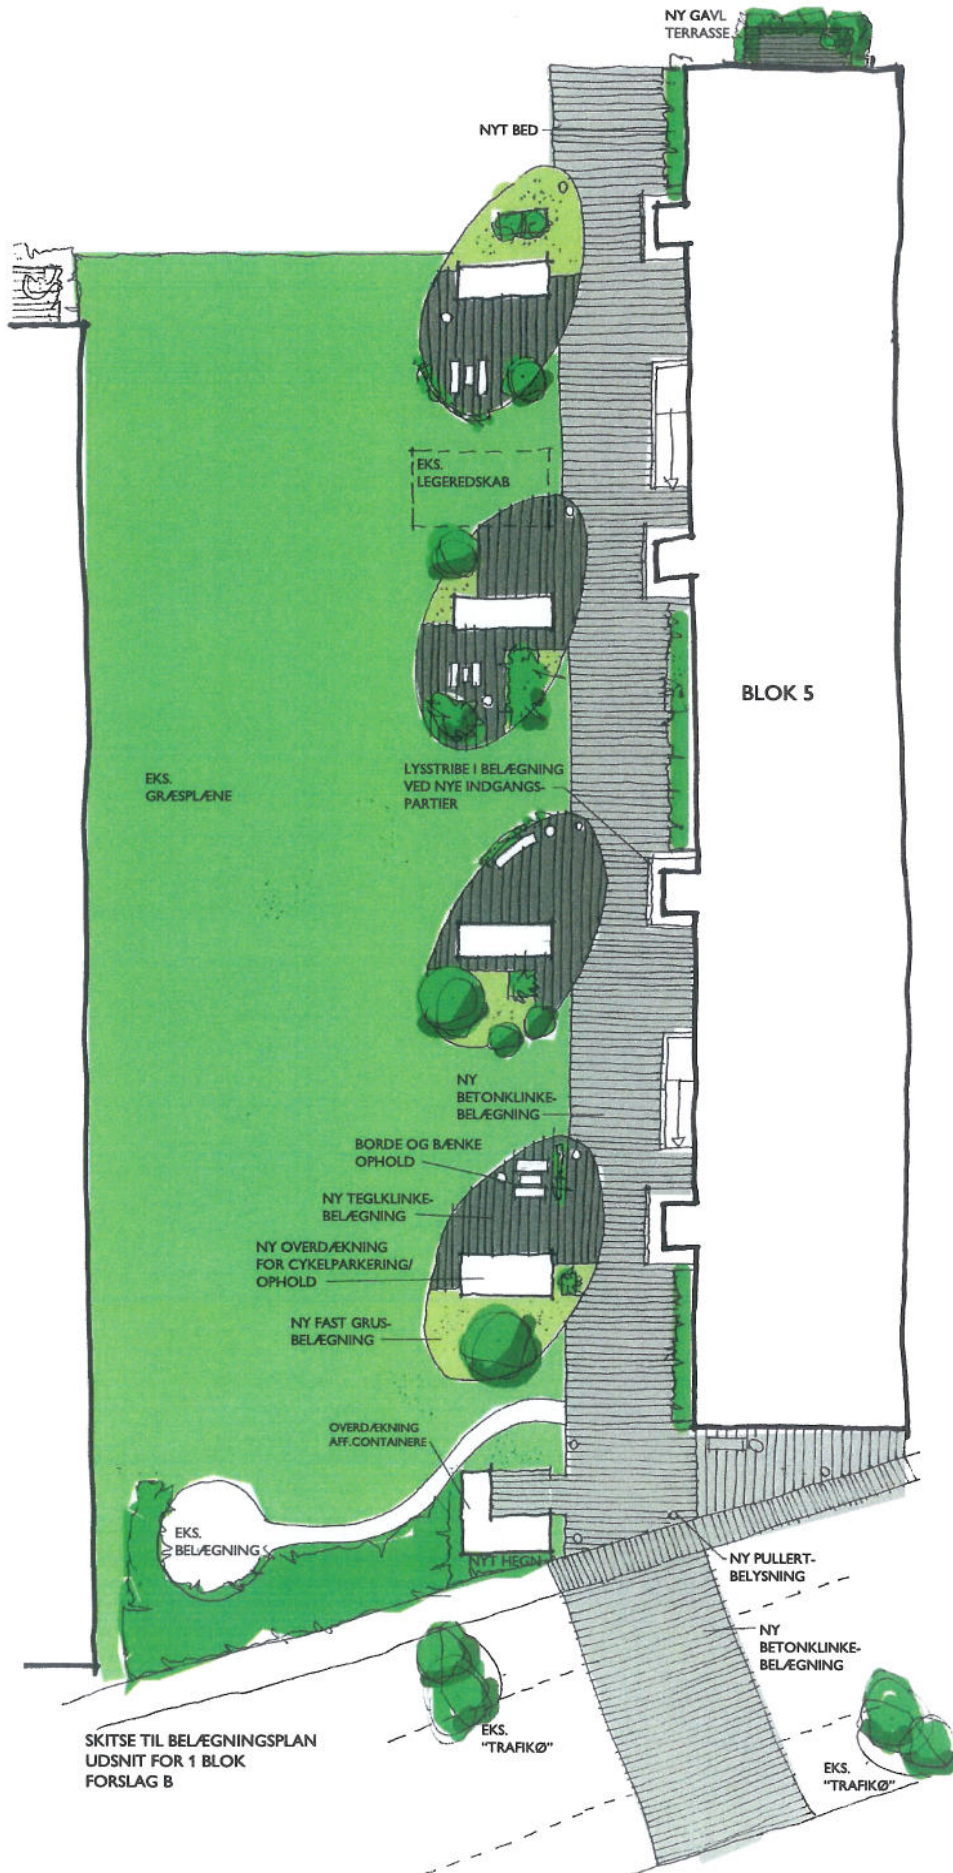 NY GAVL
TERRASSE
NYT BED
EKS.
LEGEREDSKAB
BLOK 5
EKS.
GRÆSPLÆNE
LYSSTRIBE I BELÆGNING
VED NYE INDGANGS-
PARTIER
NY
BETONKLINKE-
BELÆGNING
BORDE OG BÆNKE
OPHOLD
NY TEGLKLINKE-
BELÆGNING
NY OVERDÆKNING
FOR CYKELPARKERING/
OPHOLD
NY FAST GRUS-
BELÆGNING
OVERDÆKNING
AFF.CONTAINERE
EKS.
BELÆGNING
NYT HEGN
NY PULLERT-
BELYSNING
NY
BETONKLINKE-
BELÆGNING
SKITSE TIL BELÆGNINGSPLAN
UDSNIT FOR 1 BLOK
FORSLAG B
EKS.
"TRAFIKØ"
EKS.
"TRAFIKØ"